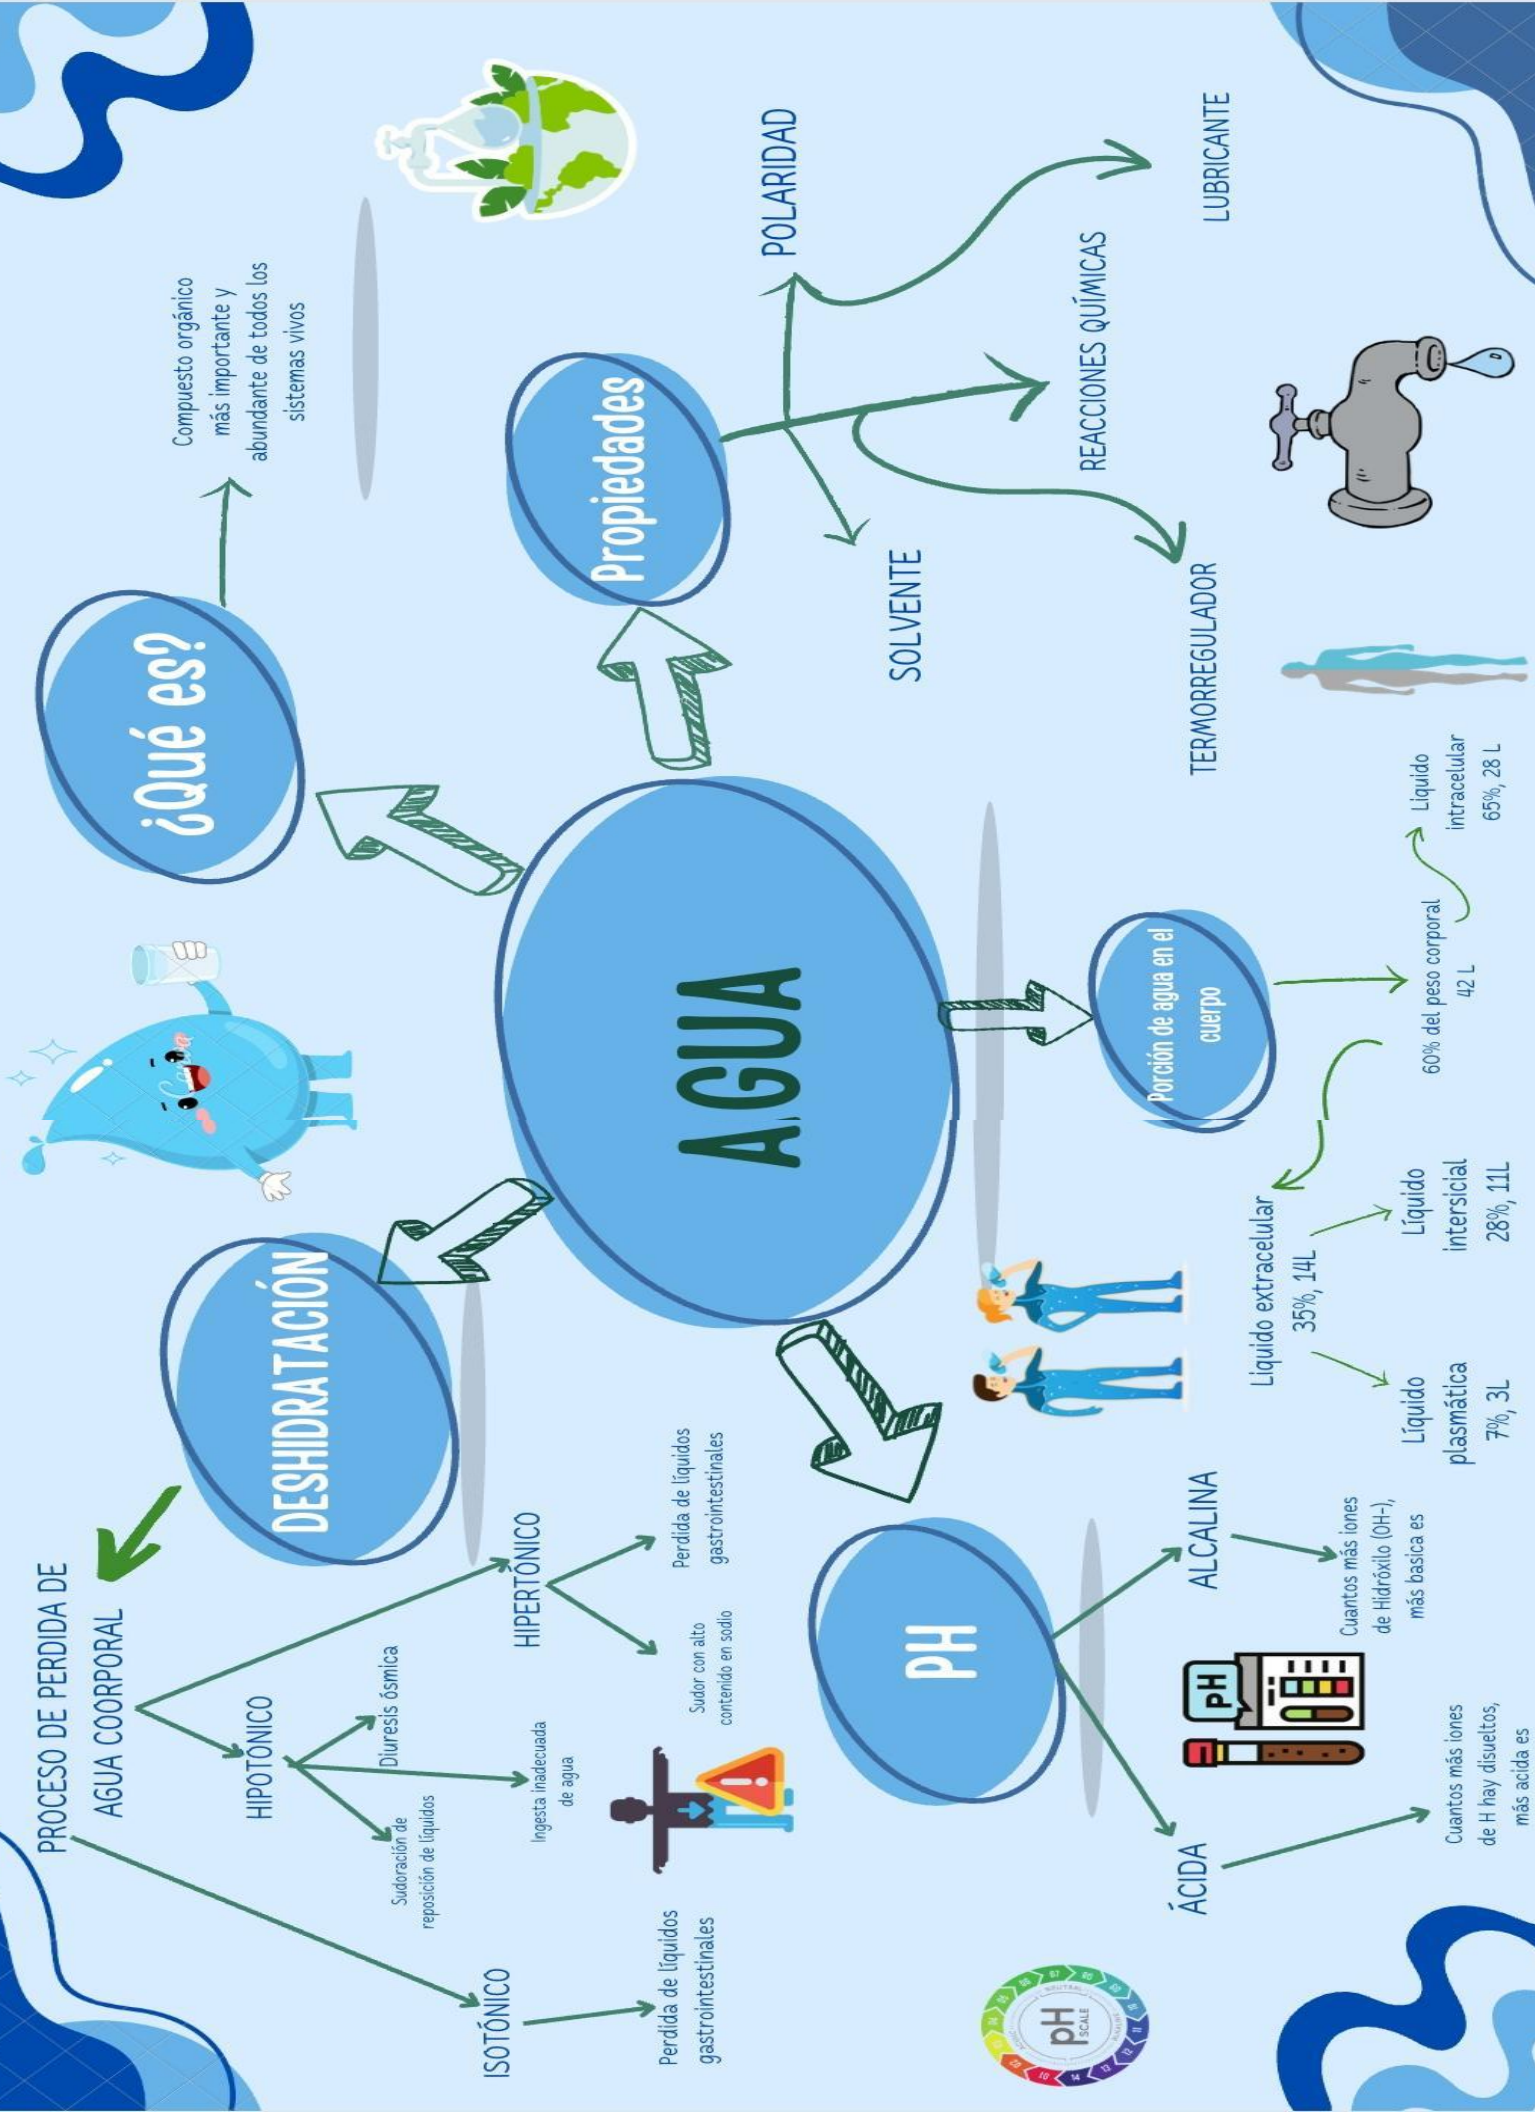 PROCESO DE PERDIDA DE
AGUA COORPORAL
ISOTÓNICO
Perdida de líquidos
gastrointestinales
HIPOTÓNICO
Sudoración de
reposición de líquidos
Ingesta inadecuada
de agua
Diuresis ósmica
HIPERTÓNICO
Sudor con alto
contenido en sodio
Perdida de líquidos
gastrointestinales
DESHIDRATACIÓN
¿Qué es?
Compuesto orgánico
más importante y
abundante de todos los
sistemas vivos
AGUA
Propiedades
POLARIDAD
SOLVENTE
REACCIONES QUÍMICAS
TERMORREGULADOR
LUBRICANTE
PH
ÁCIDA
Cuantos más iones
de H hay disueltos,
más acida es
ALCALINA
Cuantos más iones
de Hidróxilo (OH-),
más basica es
pH
pH
SCALE
NEUTRAL
Porción de agua en el
cuerpo
60% del peso corporal
42 L
Liquido extracelular
35%, 14L
Líquido
plasmática
7%, 3L
Líquido
intersicial
28%, 11L
Liquido
intracelular
65%, 28 L